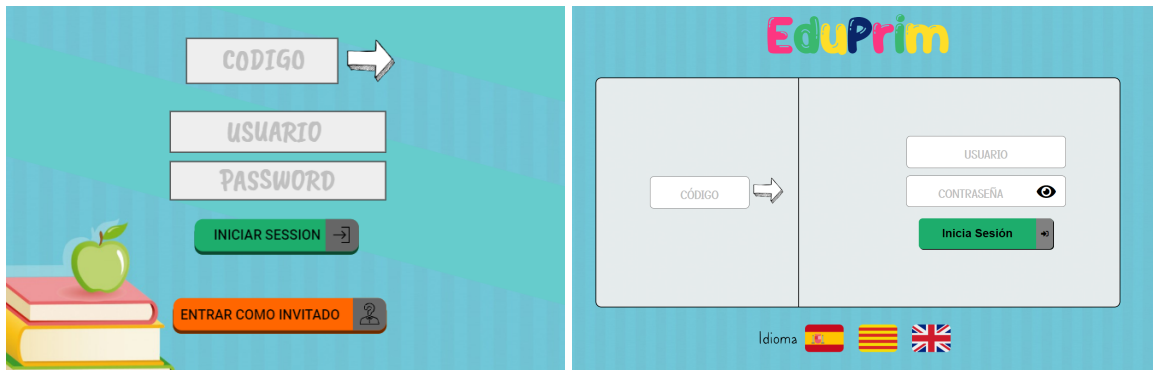 CODIGO
USUARIO
PASSWORD
INICIAR SESSION
ENTRAR COMO INVITADO
EduPrim
CÓDIGO
USUARIO
CONTRASEÑA
Inicia Sesión
Idioma